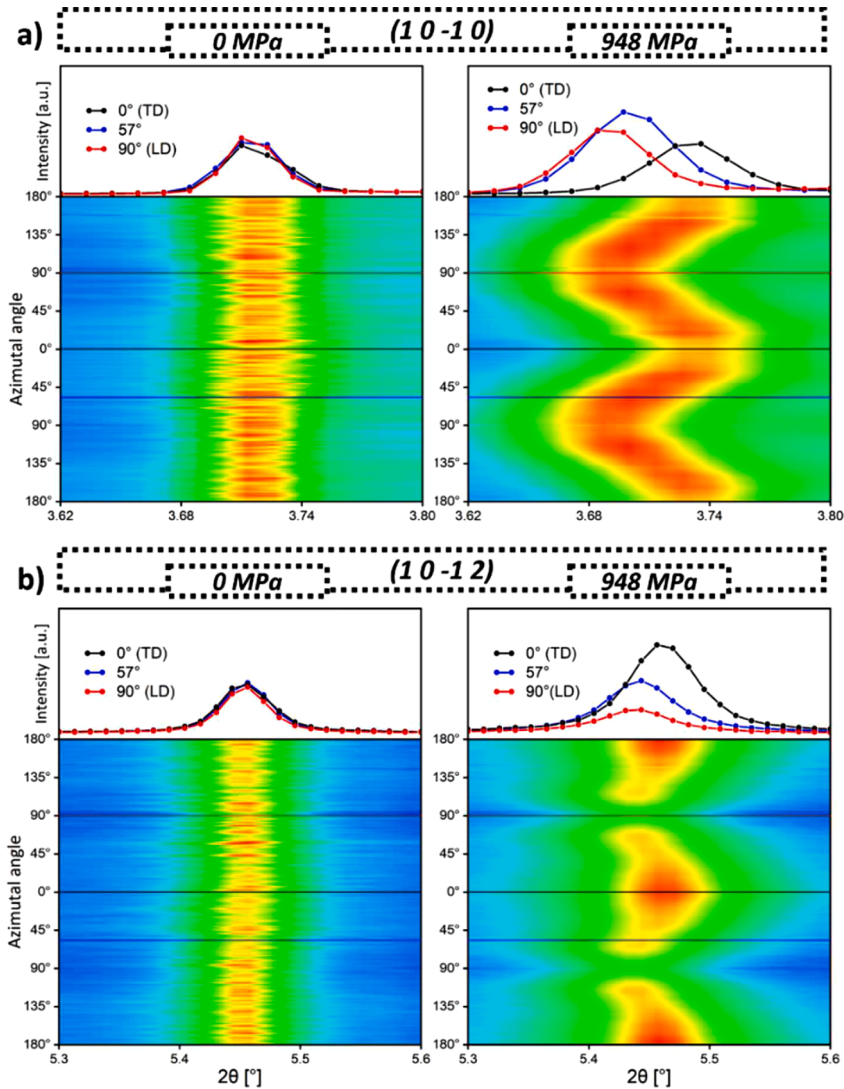 a)
(1 0 -1 0)
0 MPa
948 MPa
Intensity [a.u.]
0° (TD)
57°
90° (LD)
0° (TD)
57°
90° (LD)
Azimutal angle
180°
135°
90°
45°
0°
45°
90°
135°
180°
180°
135°
90°
45°
0°
45°
90°
135°
180°
3.62
3.68
3.74
3.80
3.62
3.68
3.74
3.80
b)
(1 0 -1 2)
0 MPa
948 MPa
Intensity [a.u.]
0° (TD)
57°
90° (LD)
0° (TD)
57°
90°(LD)
Azimutal angle
180°
135°
90°
45°
0°
45°
90°
135°
180°
180°
135°
90°
45°
0°
45°
90°
135°
180°
5.3
5.4
5.5
5.6
5.3
5.4
5.5
5.6
2θ [°]
2θ [°]